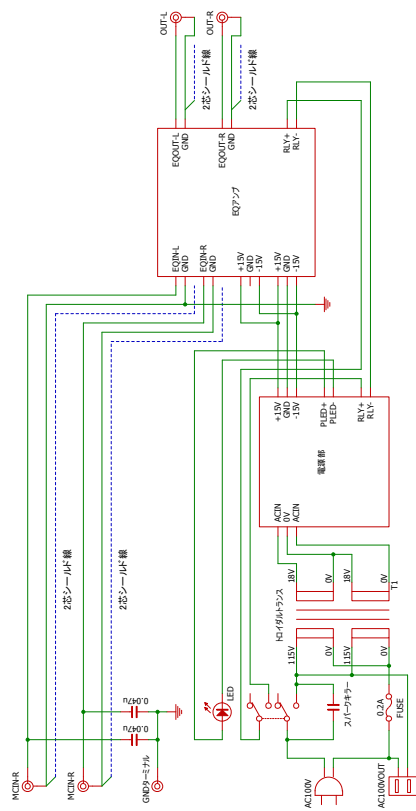 OUT-L
OUT-R
2芯シールド線
2芯シールド線
EQOUT-L
GND
EQOUT-R
GND
RLY+
RLY-
EQアンプ
EQIN-L
GND
EQIN-R
GND
+15V
GND
-15V
+15V
GND
-15V
+15V
GND
-15V
PLED+
PLED-
RLY+
RLY-
電源部
ACIN
0V
ACIN
2芯シールド線
2芯シールド線
18V
0V
18V
0V
T1
トロイダルトランス
115V
0V
115V
0V
LED
スパークキラー
0.2A
FUSE
0.047u
0.047u
MCIN-R
MCIN-R
GNDターミナル
AC100V
AC100VOUT